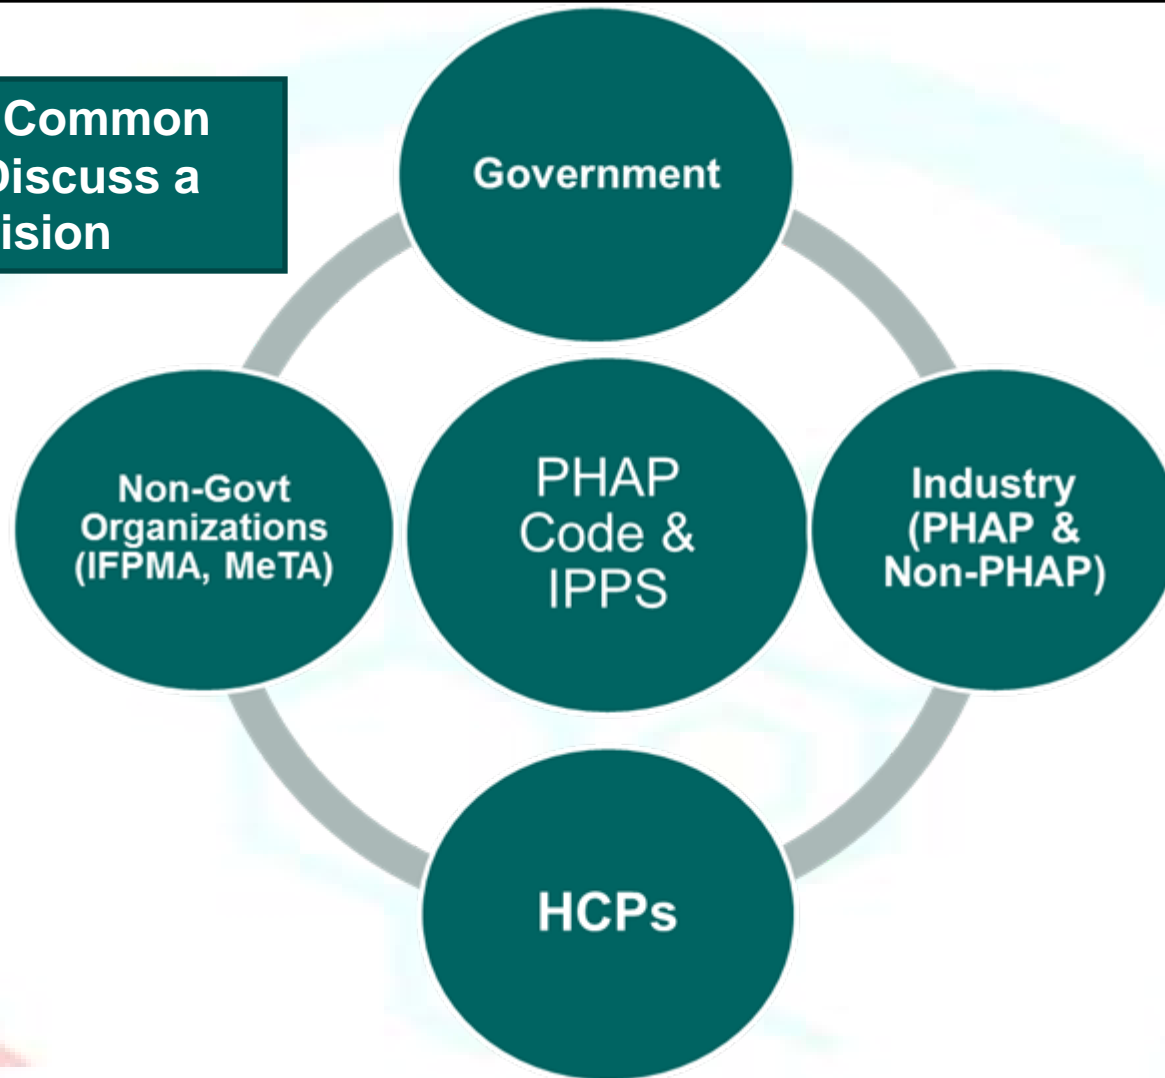 Common
Discuss a
ision
Government
Non-Govt
Organizations
(IFPMA, MeTA)
PHAP
Code &
IPPS
Industry
(PHAP &
Non-PHAP)
HCPs